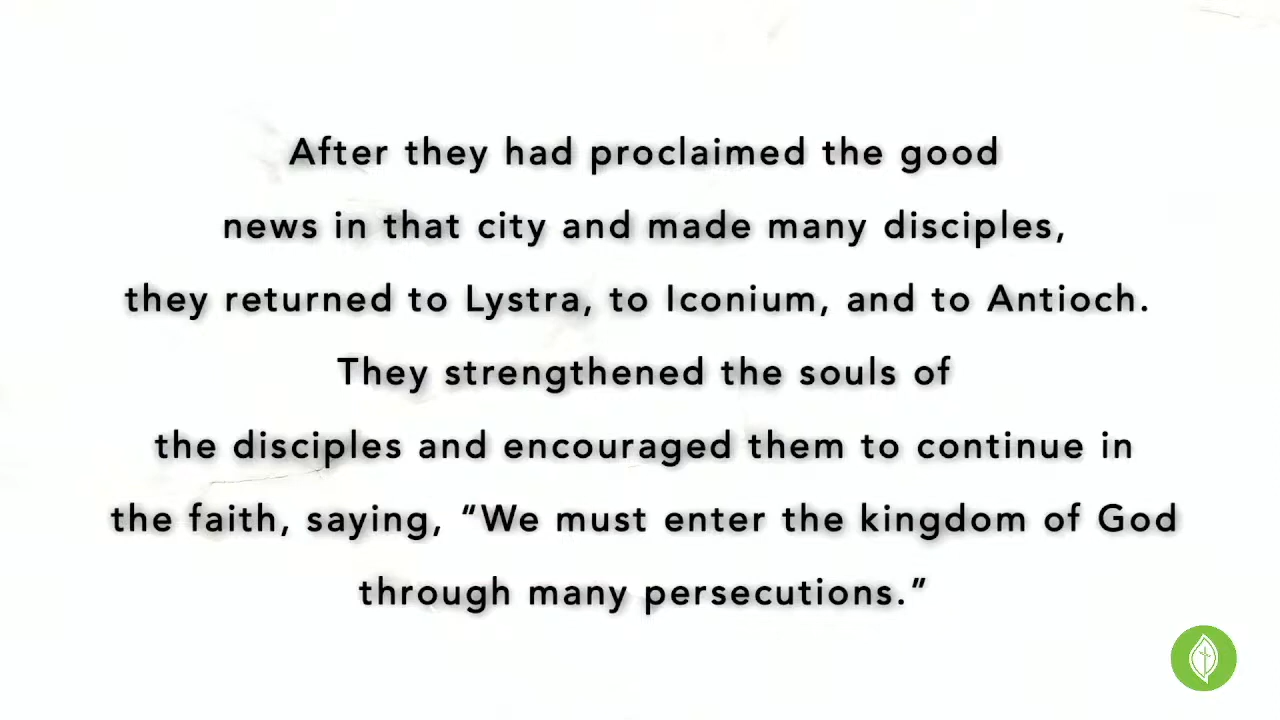 After they had proclaimed the good
news in that city and made many disciples,
they returned to Lystra, to Iconium, and to Antioch.
They strengthened the souls of
the disciples and encouraged them to continue in
the faith, saying, “We must enter the kingdom of God
through many persecutions.”